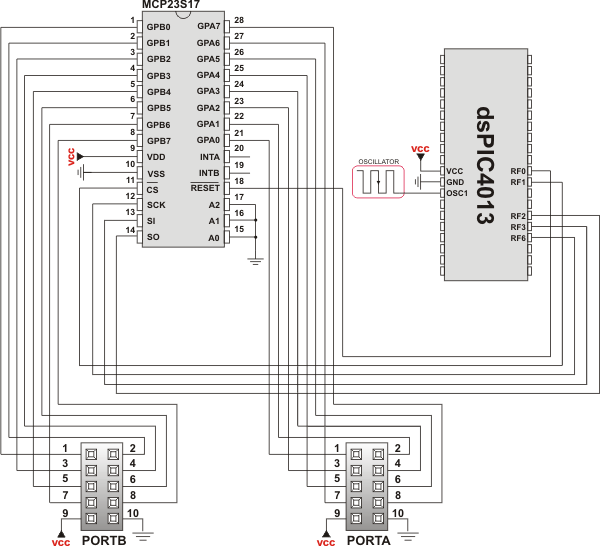 MCP23S17
1 GPB0 GPA7 28
2 GPB1 GPA6 27
3 GPB2 GPA5 26
4 GPB3 GPA4 25
5 GPB4 GPA3 24
6 GPB5 GPA2 23
7 GPB6 GPA1 22
8 GPB7 GPA0 21
9 VDD INTA 20
10 VSS INTB 19
11 CS RESET 18
12 SCK A2 17
13 SI A1 16
14 SO A0 15
VCC
OSCILLATOR
VCC
dsPIC4013
VCC RF0
GND RF1
OSC1
RF2
RF3
RF6
1 2
3 4
5 6
7 8
9 10
VCC
PORTB
1 2
3 4
5 6
7 8
9 10
VCC
PORTA